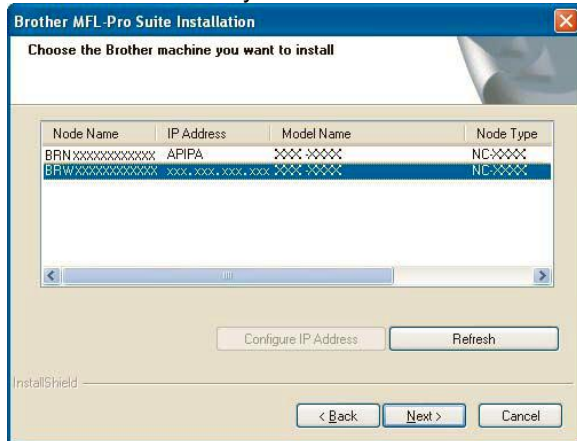 Brother MFL-Pro Suite Installation
Choose the Brother machine you want to install
Node Name IP Address Model Name Node Type
BRNXXXXXXXXXXXX APIPA XXX-XXXX NC-XXXX
BRWXXXXXXXXXXXX xxx.xxx.xxx.xxx XXX-XXXX NC-XXXX
Configure IP Address Refresh
InstallShield
< Back Next > Cancel